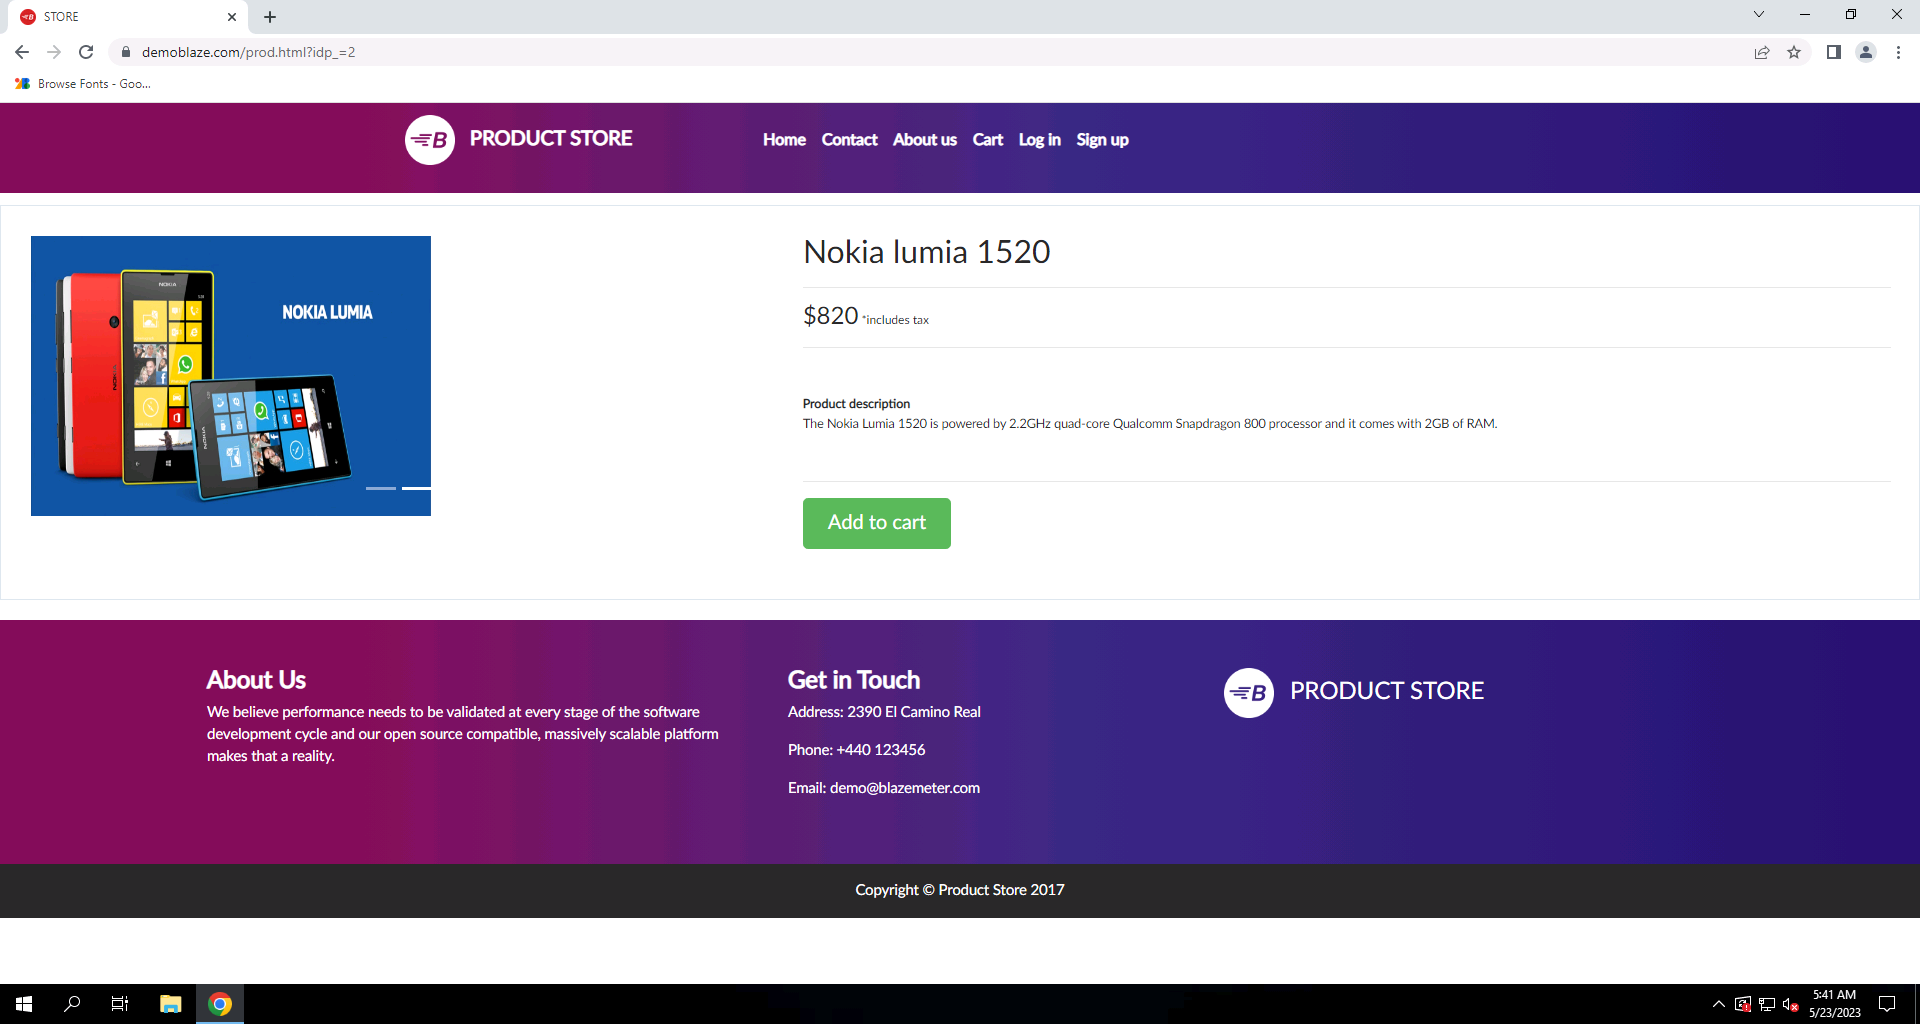 STORE
demoblaze.com/prod.html?idp_=2
Browse Fonts - Goo...
B PRODUCT STORE
Home Contact About us Cart Log in Sign up
NOKIA LUMIA
NOKIA
NOKIA
NOKIA
Nokia lumia 1520
$820 *includes tax
Product description
The Nokia Lumia 1520 is powered by 2.2GHz quad-core Qualcomm Snapdragon 800 processor and it comes with 2GB of RAM.
Add to cart
About Us
We believe performance needs to be validated at every stage of the software
development cycle and our open source compatible, massively scalable platform
makes that a reality.
Get in Touch
Address: 2390 El Camino Real
Phone: +440 123456
Email: demo@blazemeter.com
B PRODUCT STORE
Copyright © Product Store 2017
5:41 AM
5/23/2023